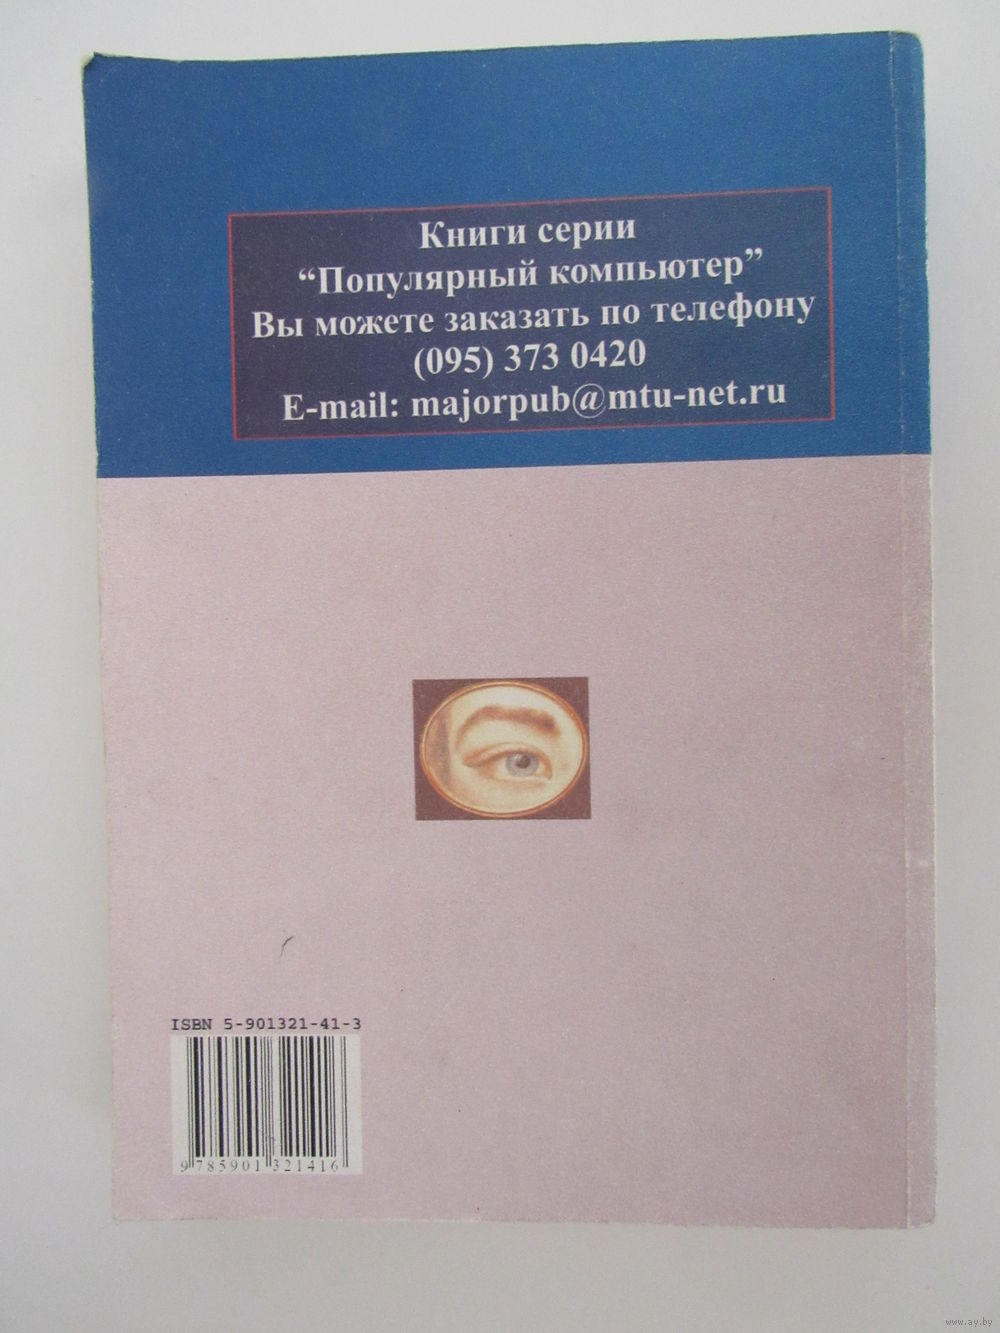 Книги серии
“Популярный компьютер”
Вы можете заказать по телефону
(095) 373 0420
E-mail: majorpub@mtu-net.ru
ISBN 5-901321-41-3
9 785901 321416
www.ay.by